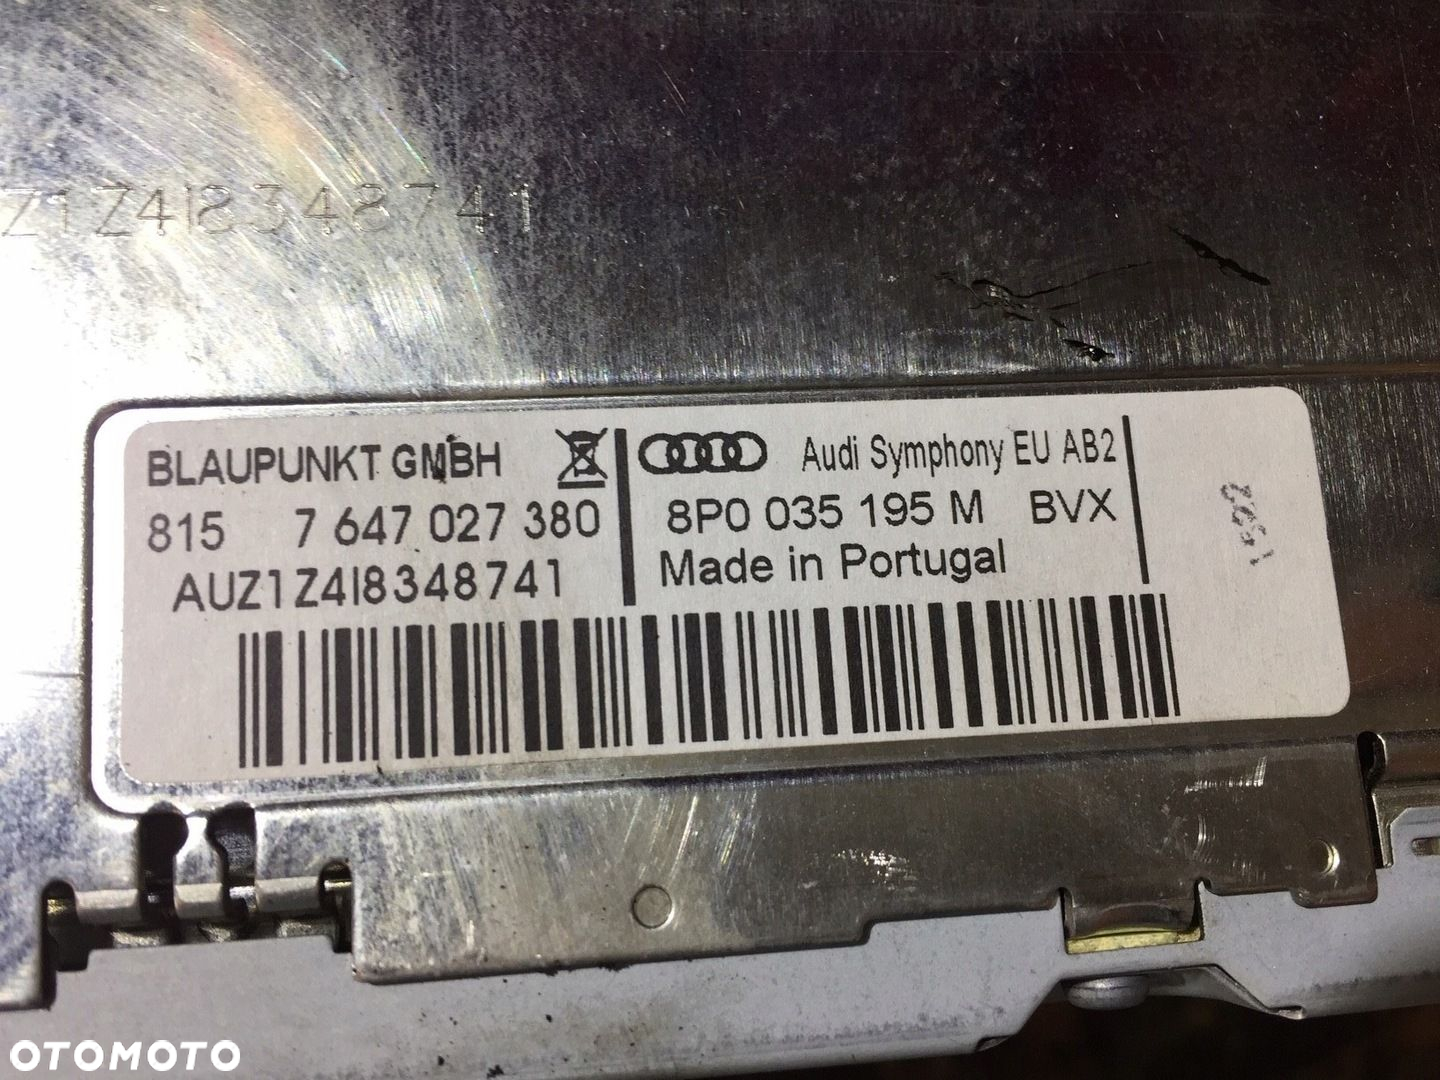 Z1Z4I8348741
BLAUPUNKT GMBH
815 7 647 027 380
AUZ1Z4I8348741
Audi Symphony EU AB2
8P0 035 195 M BVX
Made in Portugal
OTOMOTO